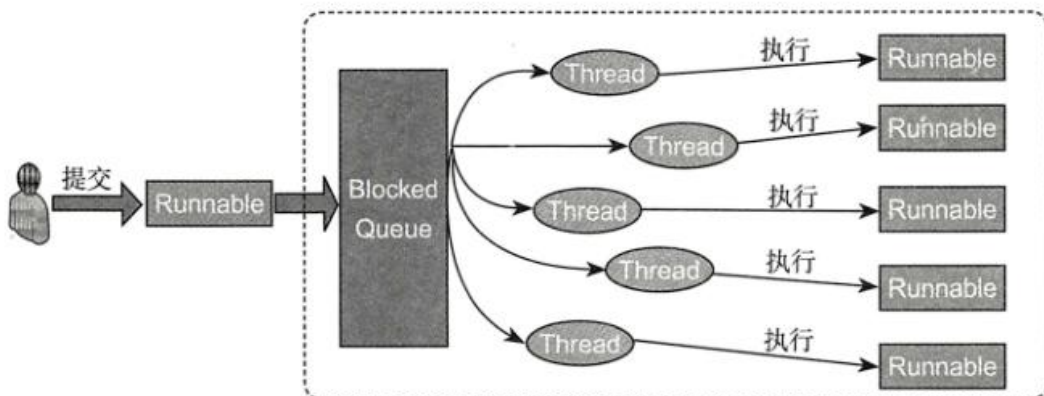 提交
Runnable
Blocked
Queue
Thread
执行
Runnable
Thread
执行
Runnable
Thread
执行
Runnable
Thread
执行
Runnable
Thread
执行
Runnable